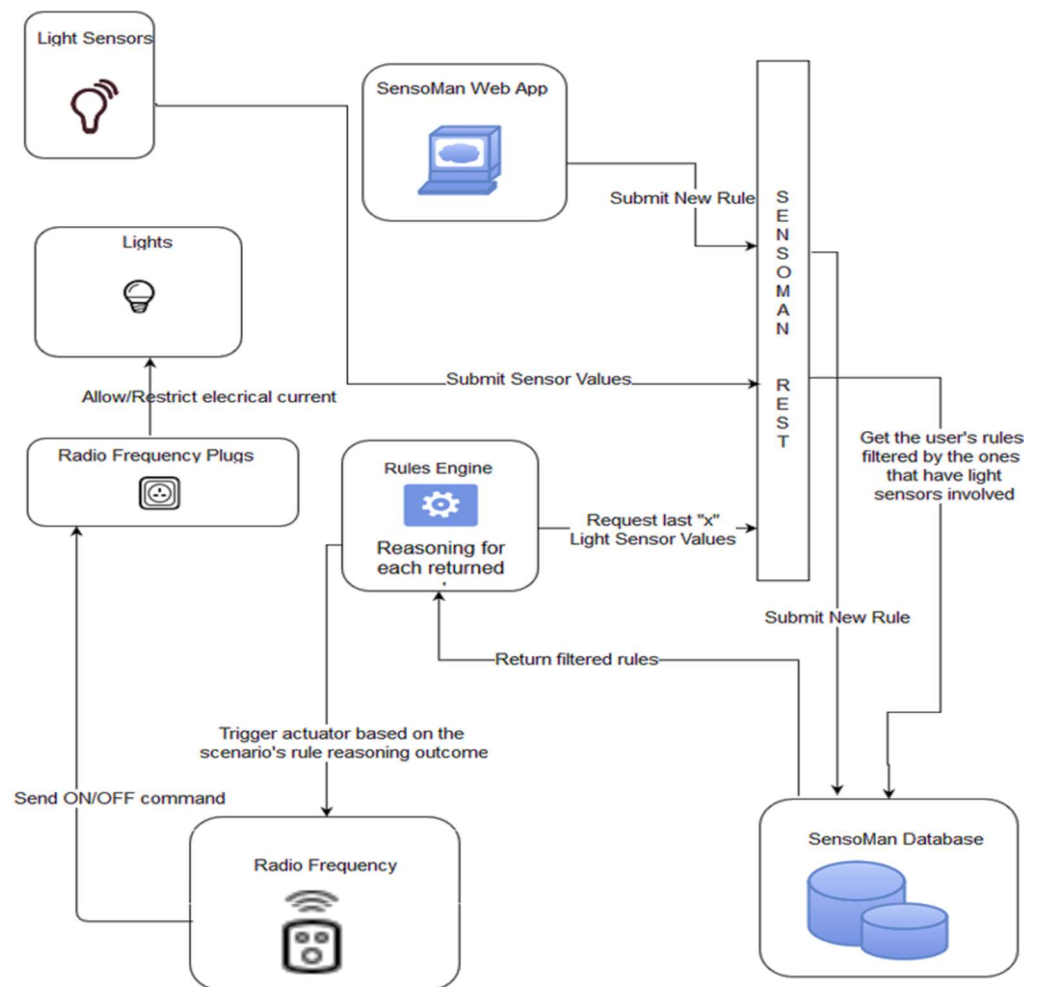 Light Sensors
SensoMan Web App
Submit New Rule
S
E
N
S
O
M
A
N
R
E
S
T
Lights
Submit Sensor Values
Allow/Restrict elecrical current
Radio Frequency Plugs
Rules Engine
Reasoning for
each returned
Request last "x"
Light Sensor Values
Get the user's rules
filtered by the ones
that have light
sensors involved
Submit New Rule
Return filtered rules
Trigger actuator based on the
scenario's rule reasoning outcome
Send ON/OFF command
Radio Frequency
SensoMan Database